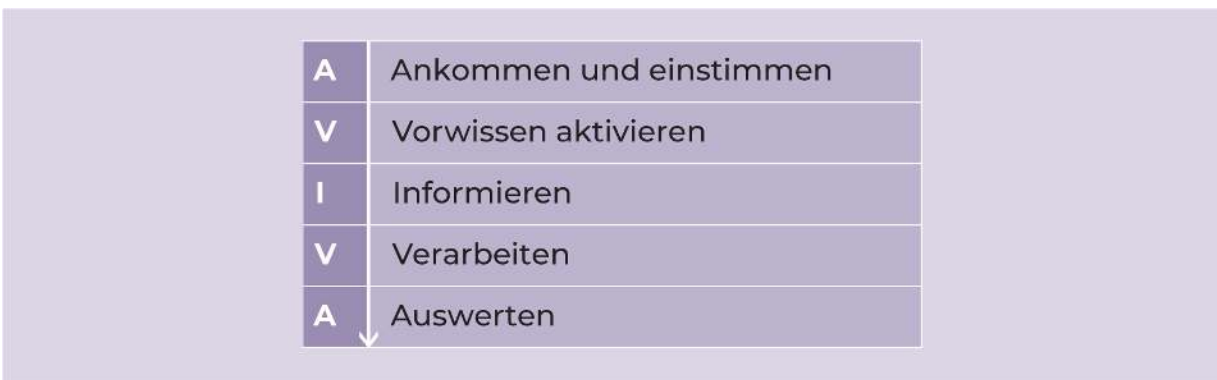 A Ankommen und einstimmen
V Vorwissen aktivieren
I Informieren
V Verarbeiten
A Auswerten